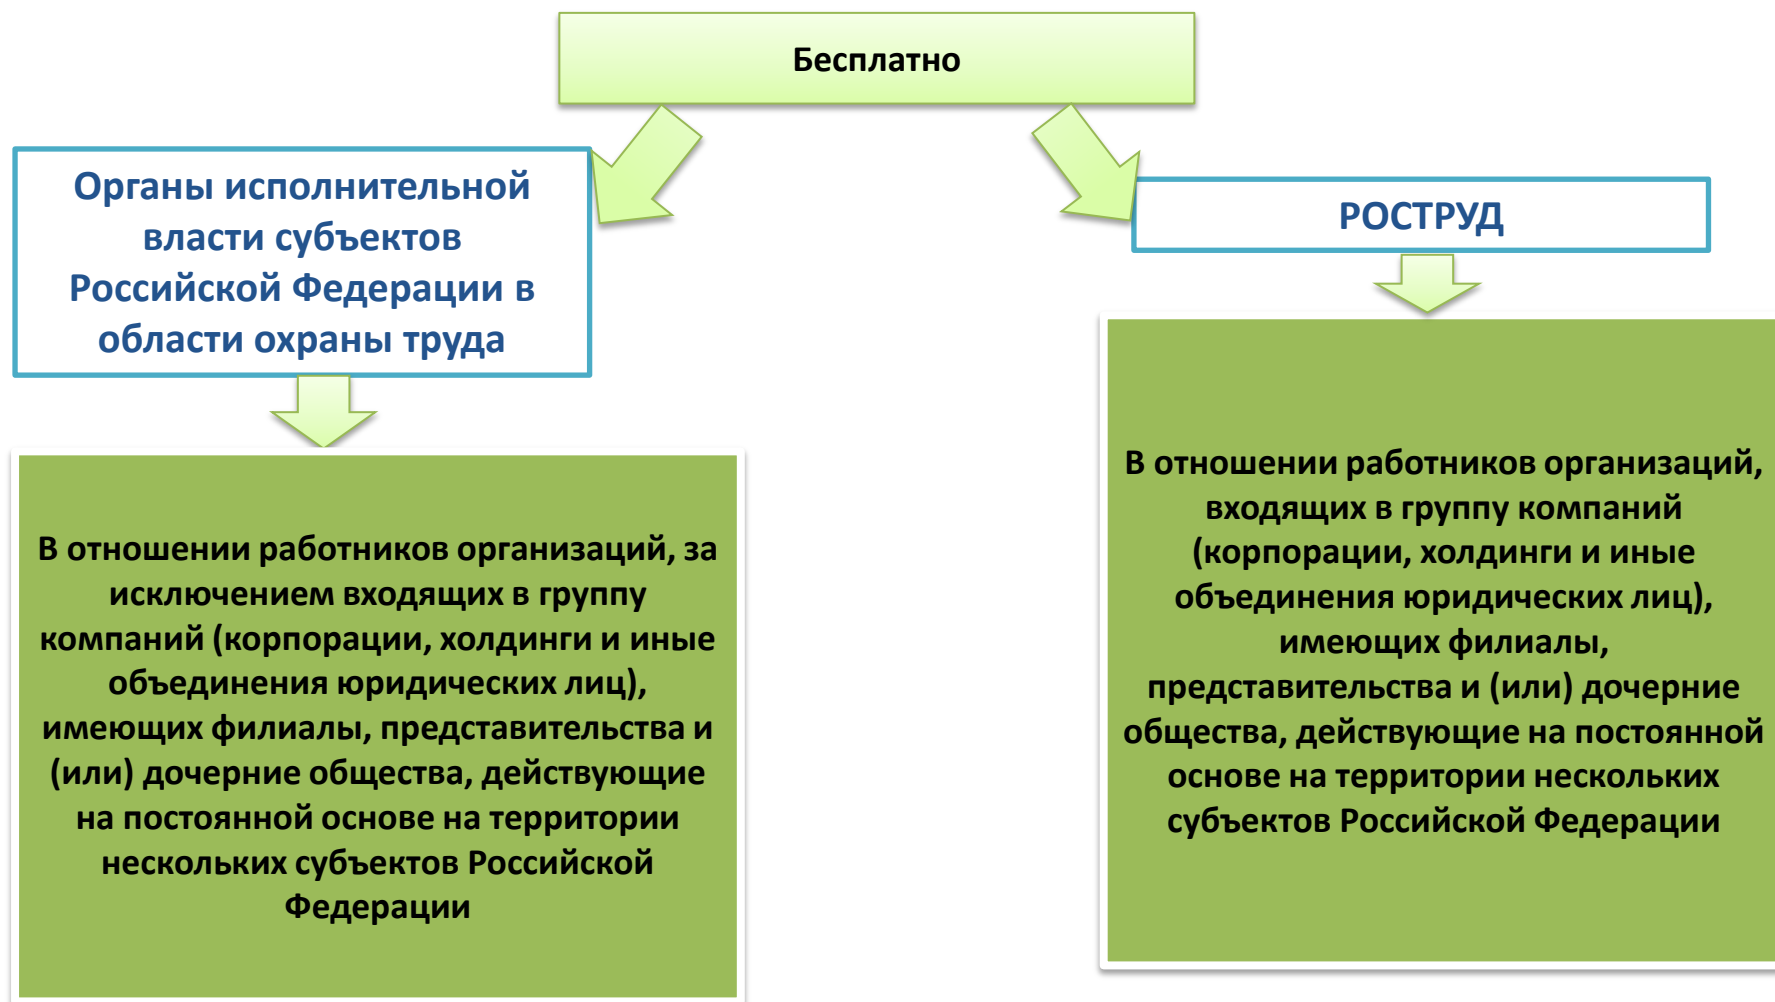 Бесплатно
Органы исполнительной
власти субъектов
Российской Федерации в
области охраны труда
РОСТРУД
В отношении работников организаций, за
исключением входящих в группу
компаний (корпорации, холдинги и иные
объединения юридических лиц),
имеющих филиалы, представительства и
(или) дочерние общества, действующие
на постоянной основе на территории
нескольких субъектов Российской
Федерации
В отношении работников организаций,
входящих в группу компаний
(корпорации, холдинги и иные
объединения юридических лиц),
имеющих филиалы,
представительства и (или) дочерние
общества, действующие на постоянной
основе на территории нескольких
субъектов Российской Федерации